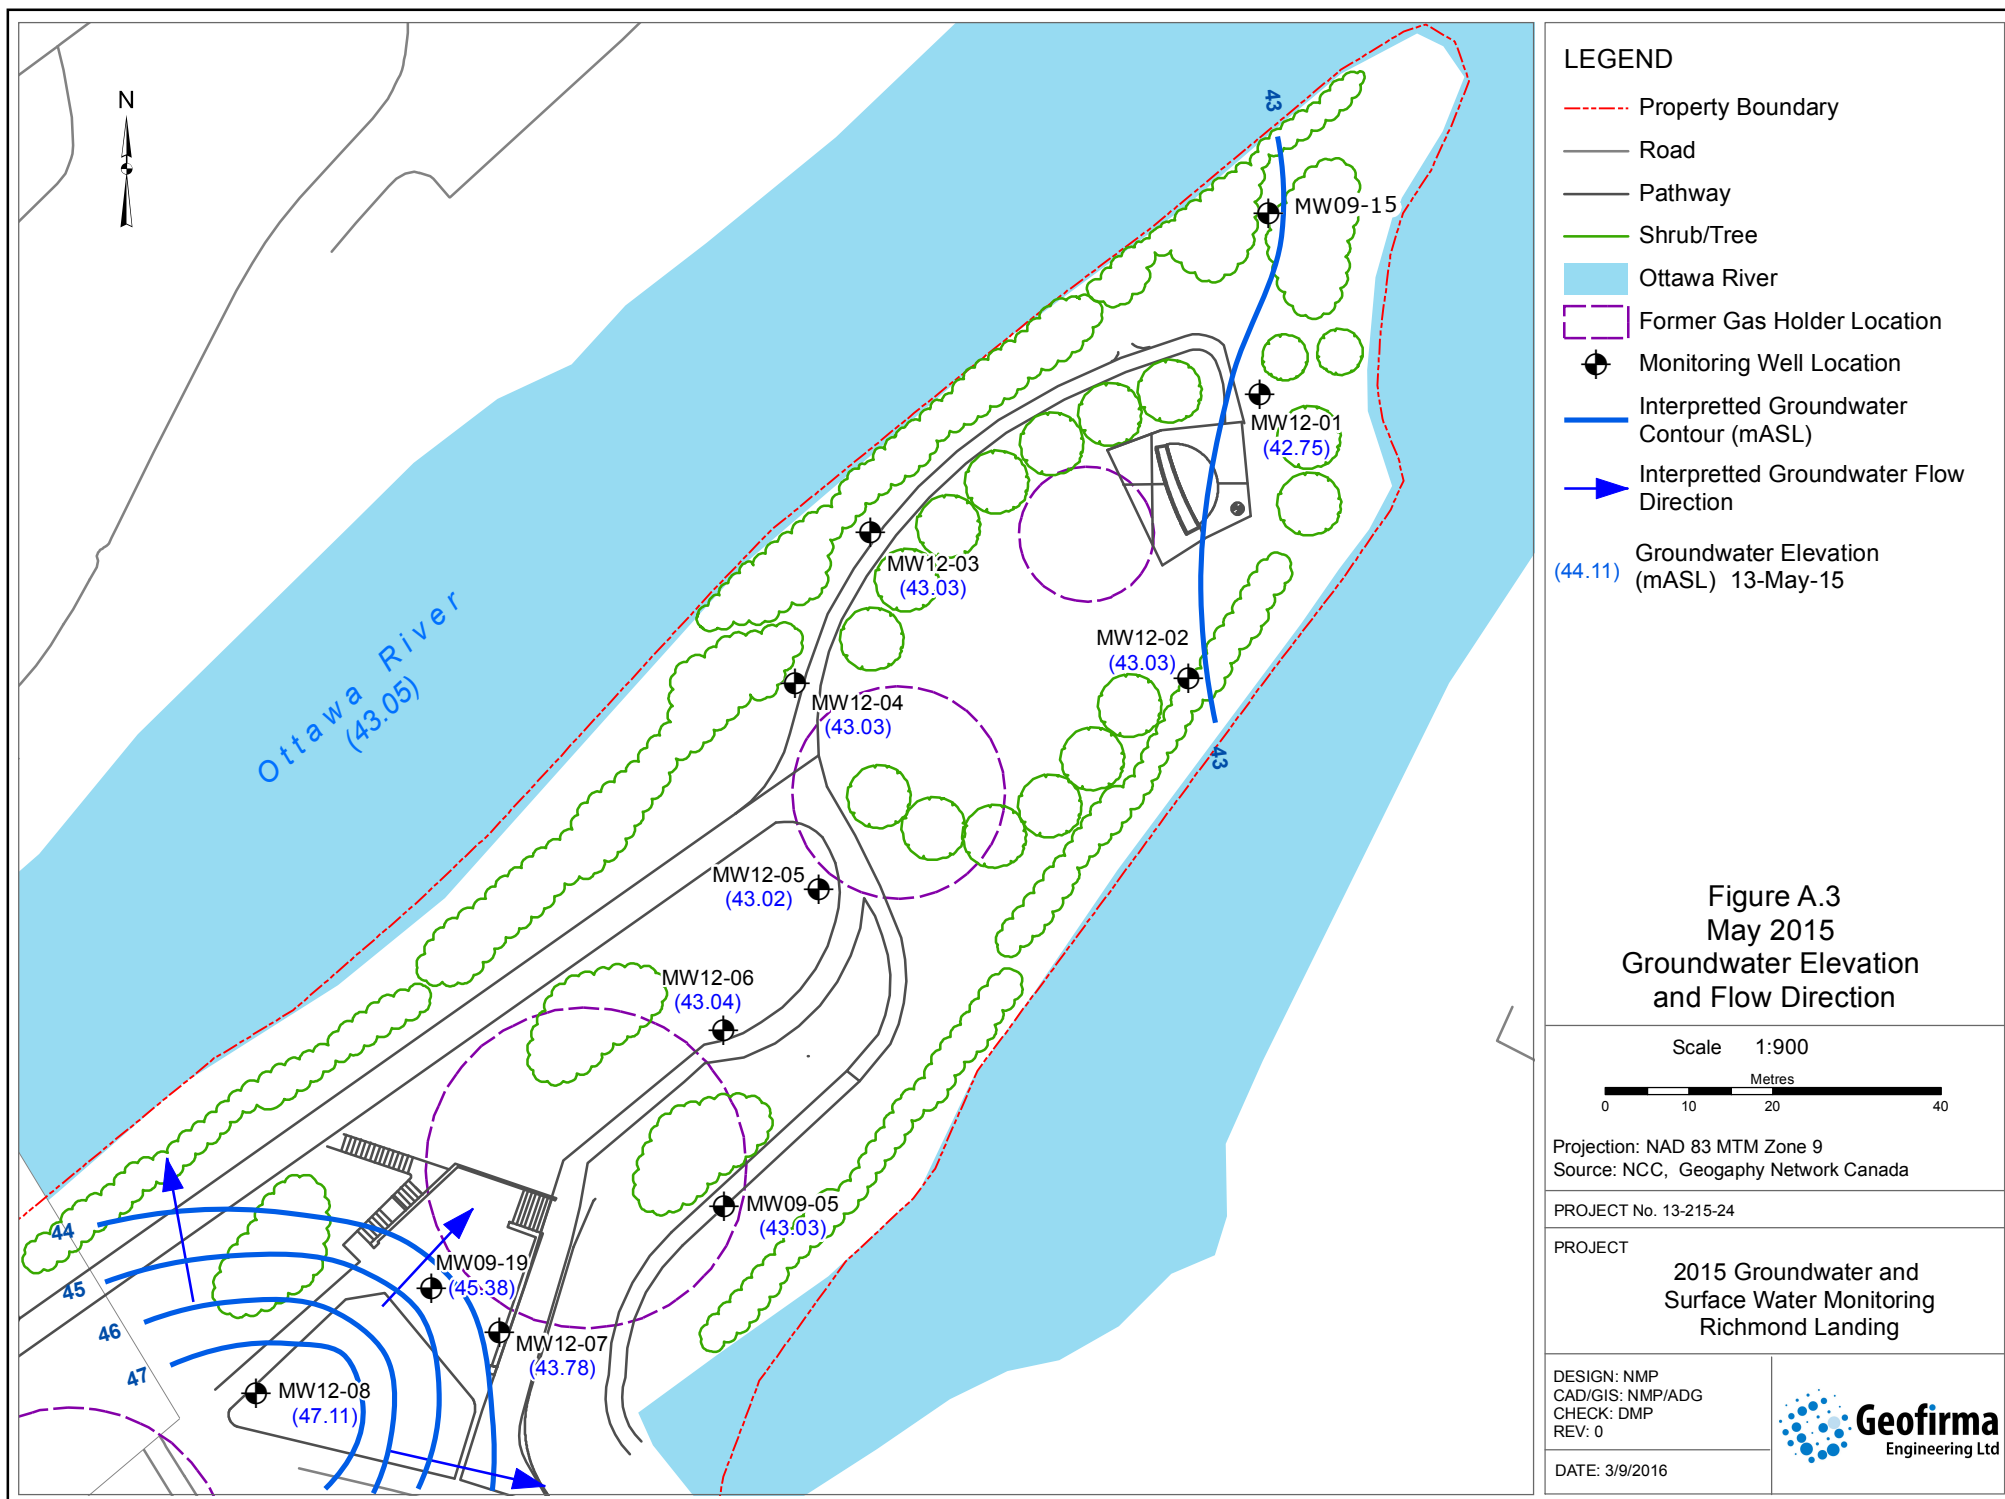 N
43
MW09-15
MW12-01
(42.75)
MW12-03
(43.03)
MW12-02
(43.03)
MW12-04
(43.03)
Ottawa River
(43.05)
43
MW12-05
(43.02)
MW12-06
(43.04)
MW09-05
(43.03)
44
MW09-19
(45.38)
45
46
MW12-07
(43.78)
47
MW12-08
(47.11)
LEGEND
Property Boundary
Road
Pathway
Shrub/Tree
Ottawa River
Former Gas Holder Location
Monitoring Well Location
Interpretted Groundwater
Contour (mASL)
Interpretted Groundwater Flow
Direction
(44.11) Groundwater Elevation
(mASL) 13-May-15
Figure A.3
May 2015
Groundwater Elevation
and Flow Direction
Scale 1:900
Metres
0 10 20 40
Projection: NAD 83 MTM Zone 9
Source: NCC, Geogaphy Network Canada
PROJECT No. 13-215-24
PROJECT
2015 Groundwater and
Surface Water Monitoring
Richmond Landing
DESIGN: NMP
CAD/GIS: NMP/ADG
CHECK: DMP
REV: 0
DATE: 3/9/2016
Geofirma
Engineering Ltd